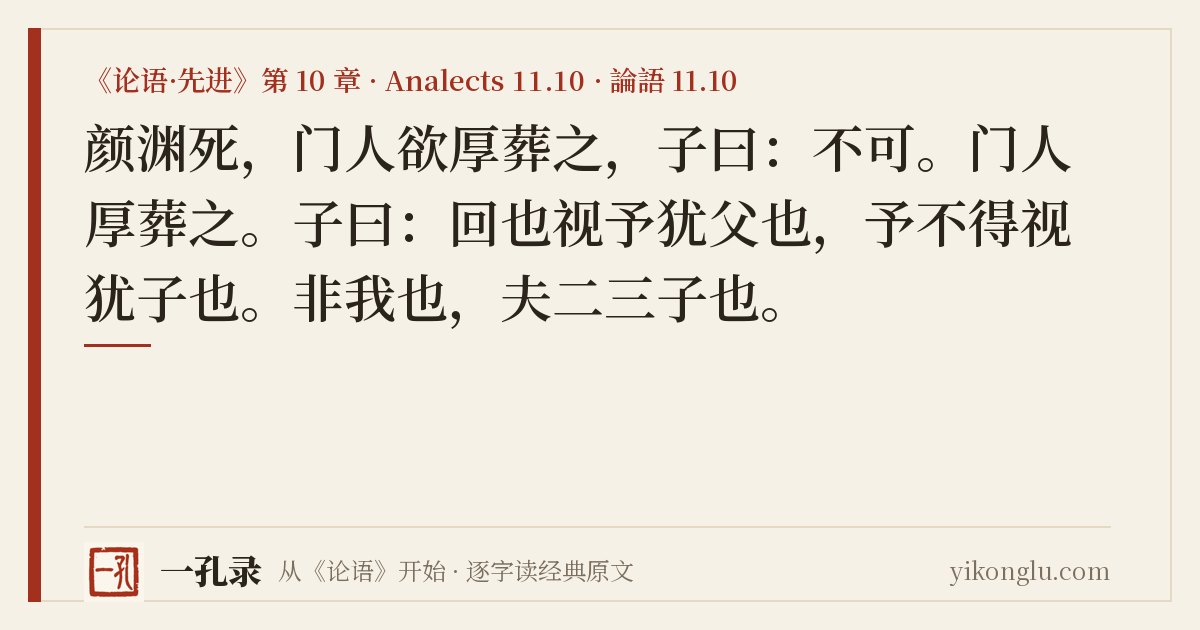 《论语·先进》第 10 章 · Analects 11.10 · 論語 11.10
颜渊死，门人欲厚葬之，子曰：不可。门人
厚葬之。子曰：回也视予犹父也，予不得视
犹子也。非我也，夫二三子也。
一孔
一孔录 从《论语》开始 · 逐字读经典原文 yikonglu.com